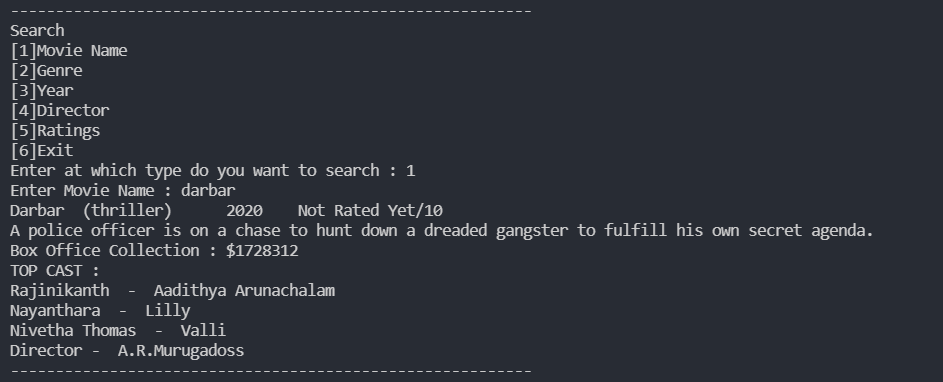 ----------------------------------------------------------
Search
[1]Movie Name
[2]Genre
[3]Year
[4]Director
[5]Ratings
[6]Exit
Enter at which type do you want to search : 1
Enter Movie Name : darbar
Darbar  (thriller)      2020    Not Rated Yet/10
A police officer is on a chase to hunt down a dreaded gangster to fulfill his own secret agenda.
Box Office Collection : $1728312
TOP CAST :
Rajinikanth  -  Aadithya Arunachalam
Nayanthara  -  Lilly
Nivetha Thomas  -  Valli
Director -  A.R.Murugadoss
----------------------------------------------------------